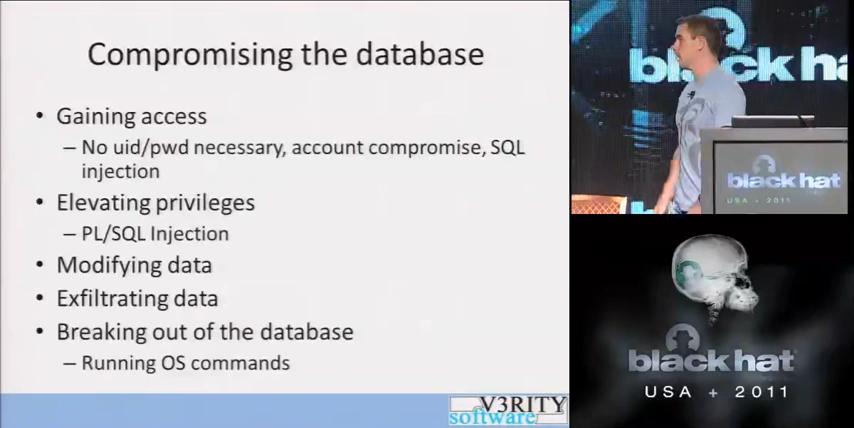 Compromising the database
• Gaining access
– No uid/pwd necessary, account compromise, SQL
injection
• Elevating privileges
– PL/SQL Injection
• Modifying data
• Exfiltrating data
• Breaking out of the database
– Running OS commands
V3RITY
software
black ha
black hat
USA + 2011
black hat
USA + 2011